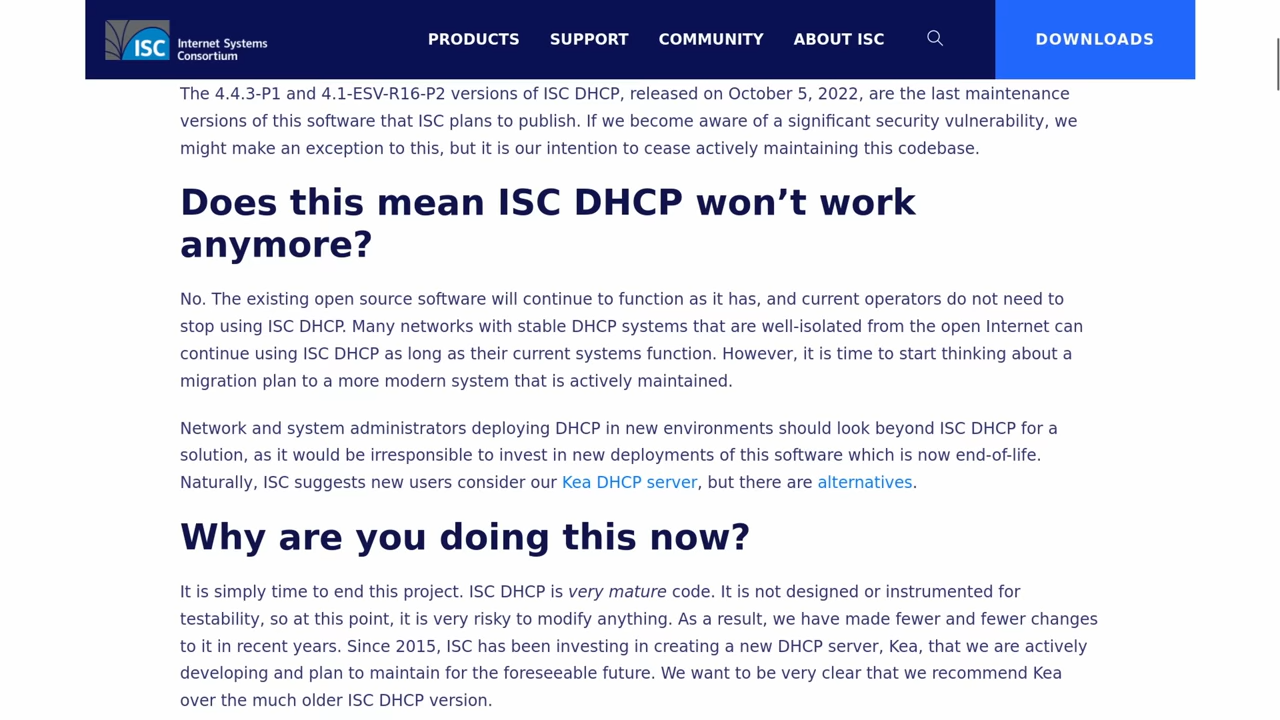 ISC Internet Systems Consortium
PRODUCTS SUPPORT COMMUNITY ABOUT ISC DOWNLOADS
The 4.4.3-P1 and 4.1-ESV-R16-P2 versions of ISC DHCP, released on October 5, 2022, are the last maintenance
versions of this software that ISC plans to publish. If we become aware of a significant security vulnerability, we
might make an exception to this, but it is our intention to cease actively maintaining this codebase.
Does this mean ISC DHCP won’t work
anymore?
No. The existing open source software will continue to function as it has, and current operators do not need to
stop using ISC DHCP. Many networks with stable DHCP systems that are well-isolated from the open Internet can
continue using ISC DHCP as long as their current systems function. However, it is time to start thinking about a
migration plan to a more modern system that is actively maintained.
Network and system administrators deploying DHCP in new environments should look beyond ISC DHCP for a
solution, as it would be irresponsible to invest in new deployments of this software which is now end-of-life.
Naturally, ISC suggests new users consider our Kea DHCP server, but there are alternatives.
Why are you doing this now?
It is simply time to end this project. ISC DHCP is very mature code. It is not designed or instrumented for
testability, so at this point, it is very risky to modify anything. As a result, we have made fewer and fewer changes
to it in recent years. Since 2015, ISC has been investing in creating a new DHCP server, Kea, that we are actively
developing and plan to maintain for the foreseeable future. We want to be very clear that we recommend Kea
over the much older ISC DHCP version.